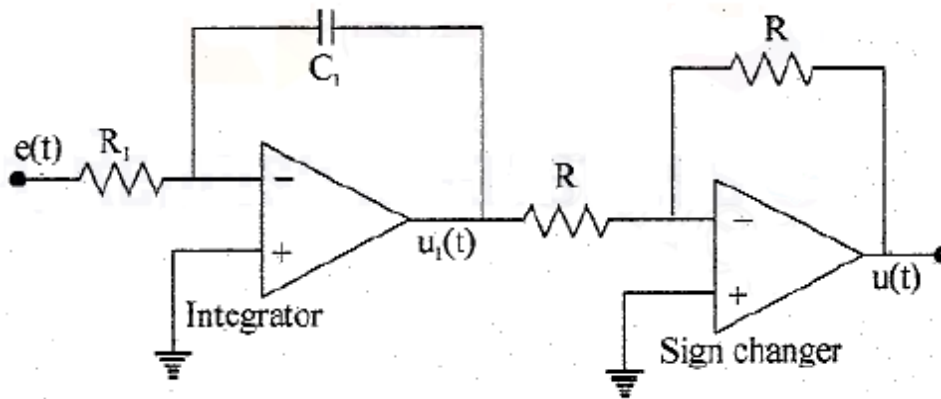 C₁
R
e(t)
R₁
−
+
u₁(t)
Integrator
R
−
+
u(t)
Sign changer